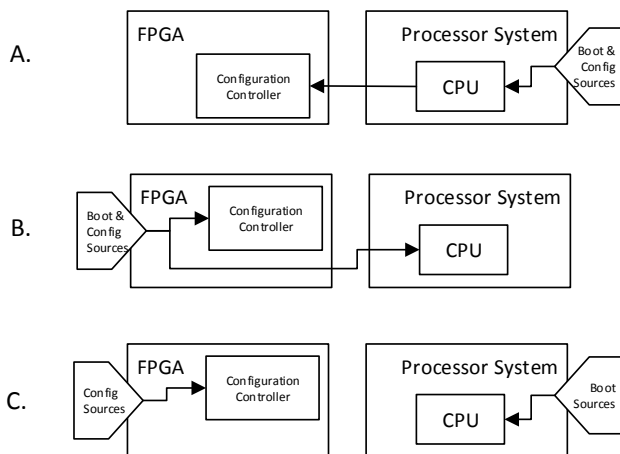 A.
FPGA
Configuration
Controller
Processor System
CPU
Boot &
Config
Sources
B.
Boot &
Config
Sources
FPGA
Configuration
Controller
Processor System
CPU
C.
Config
Sources
FPGA
Configuration
Controller
Processor System
CPU
Boot
Sources